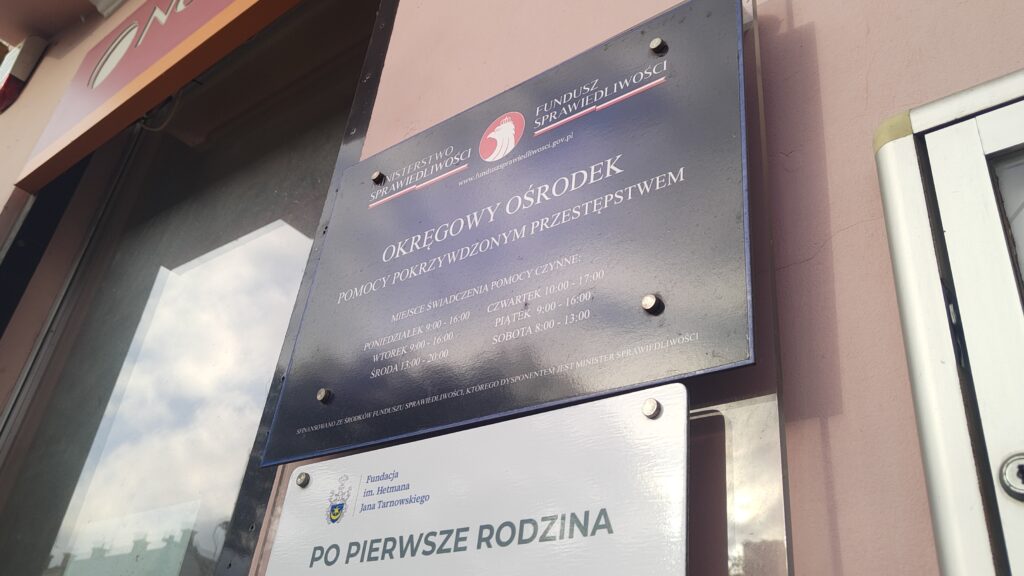 MINISTERSTWO
SPRAWIEDLIWOŚCI
FUNDUSZ
SPRAWIEDLIWOŚCI
www.funduszsprawiedliwosci.gov.pl
OKRĘGOWY OŚRODEK
POMOCY POKRZYWDZONYM PRZESTĘPSTWEM
MIEJSCE ŚWIADCZENIA POMOCY CZYNNE:
PONIEDZIAŁEK 9:00 - 16:00
WTOREK 9:00 - 16:00
ŚRODA 13:00 - 20:00
CZWARTEK 10:00 - 17:00
PIĄTEK 9:00 - 16:00
SOBOTA 8:00 - 13:00
SFINANSOWANO ZE ŚRODKÓW FUNDUSZU SPRAWIEDLIWOŚCI, KTÓREGO DYSPONENTEM JEST MINISTER SPRAWIEDLIWOŚCI
Fundacja
im. Hetmana
Jana Tarnowskiego
PO PIERWSZE RODZINA